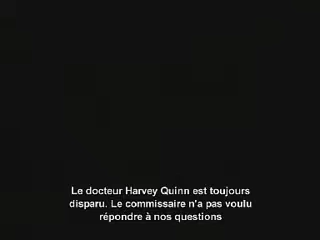 Le docteur Harvey Quinn est toujours
disparu. Le commissaire n'a pas voulu
répondre à nos questions